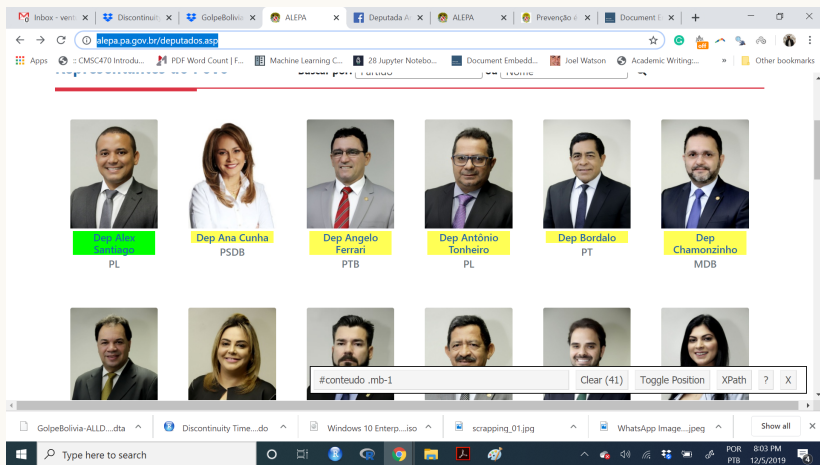 Inbox - vent
Discontinuit
GolpeBolivia
ALEPA
Deputada A
ALEPA
Prevenção A
Document E
alepa.pa.gov.br/deputados.asp
off
Apps
:: CMSC470 Introdu...
PDF Word Count | F...
Machine Learning C...
28 Jupyter Notebo...
Document Embedd...
Joel Watson
Academic Writing:...
»
Other bookmarks
Representantes do Povo
Buscar por: Partido ou Nome
Dep Alex Santiago
PL
Dep Ana Cunha
PSDB
Dep Angelo Ferrari
PTB
Dep Antônio Tonheiro
PL
Dep Bordalo
PT
Dep Chamonzinho
MDB
#conteudo .mb-1
Clear (41)
Toggle Position
XPath
?
X
GolpeBolivia-ALLD...dta
Discontinuity Time....do
Windows 10 Enterp...iso
scrapping_01.jpg
WhatsApp Image...jpeg
Show all
Type here to search
POR
PTB
8:03 PM
12/5/2019